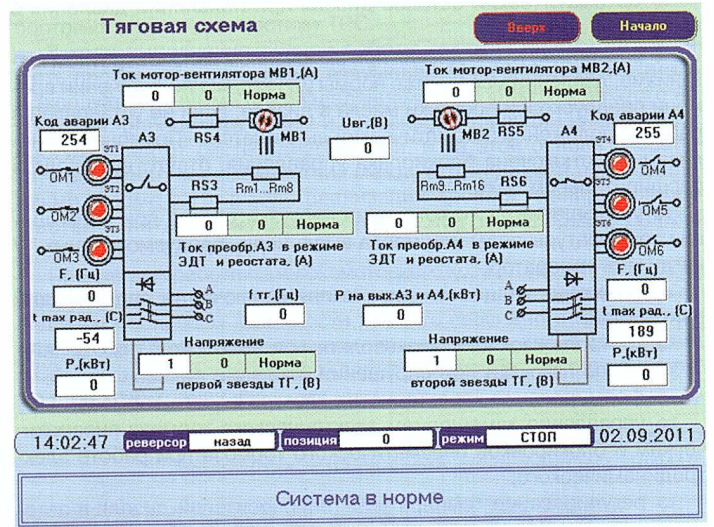 Тяговая схема
Вверх
Начало
Ток мотор-вентилятора МВ1,(А)
0 0 Норма
Ток мотор-вентилятора МВ2,(А)
0 0 Норма
Код аварии А3
254
А3
RS4
МВ1
Uвг,(В)
0
МВ2
RS5
А4
Код аварии А4
255
ЭТ1
ОМ1
ЭТ2
ОМ2
ЭТ3
ОМ3
RS3
Rm1...Rm8
Rm9...Rm16
RS6
ЭТ4
ОМ4
ЭТ5
ОМ5
ЭТ6
ОМ6
0 0 Норма
Ток преобр.А3 в режиме
ЭДТ и реостата, (А)
0 0 Норма
Ток преобр.А4 в режиме
ЭДТ и реостата, (А)
F, (Гц)
0
t max рад., (С)
-54
P,(кВт)
0
A
B
C
f тг,(Гц)
0
Р на вых.А3 и А4,(кВт)
0
A
B
C
F, (Гц)
0
t max рад., (С)
189
P,(кВт)
0
Напряжение
1 0 Норма
первой звезды ТГ, (В)
Напряжение
1 0 Норма
второй звезды ТГ, (В)
14:02:47 реверсор назад позиция 0 режим СТОП 02.09.2011
Система в норме